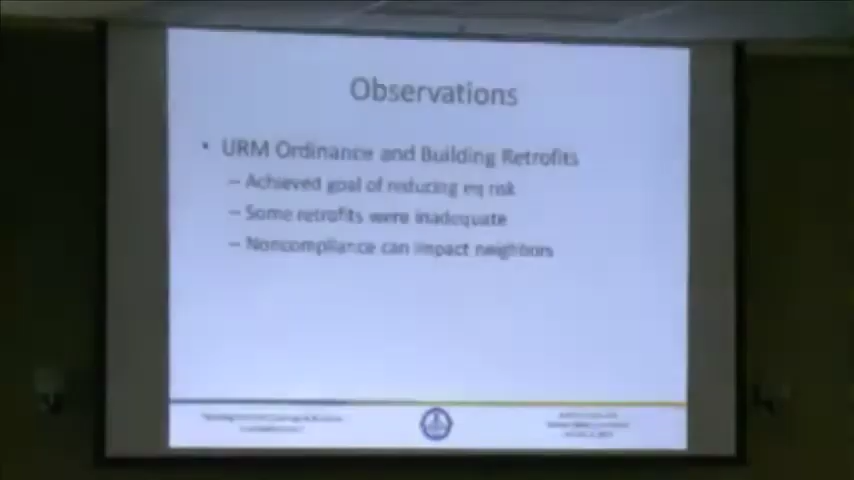 Observations
• URM Ordinance and Building Retrofits
– Achieved goal of reducing eq risk
– Some retrofits were inadequate
– Noncompliance can impact neighbors